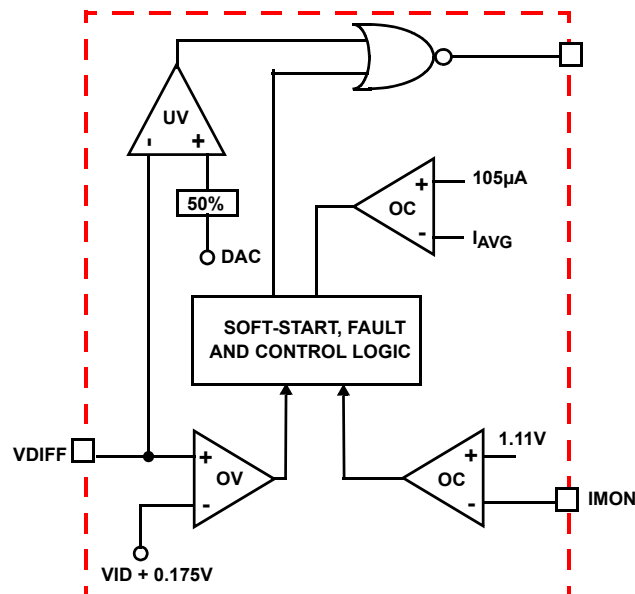 UV
- +
50%
DAC
+ 105µA
OC
- IAVG
SOFT-START, FAULT
AND CONTROL LOGIC
VDIFF
+
OV
-
VID + 0.175V
1.11V
+
OC
-
IMON